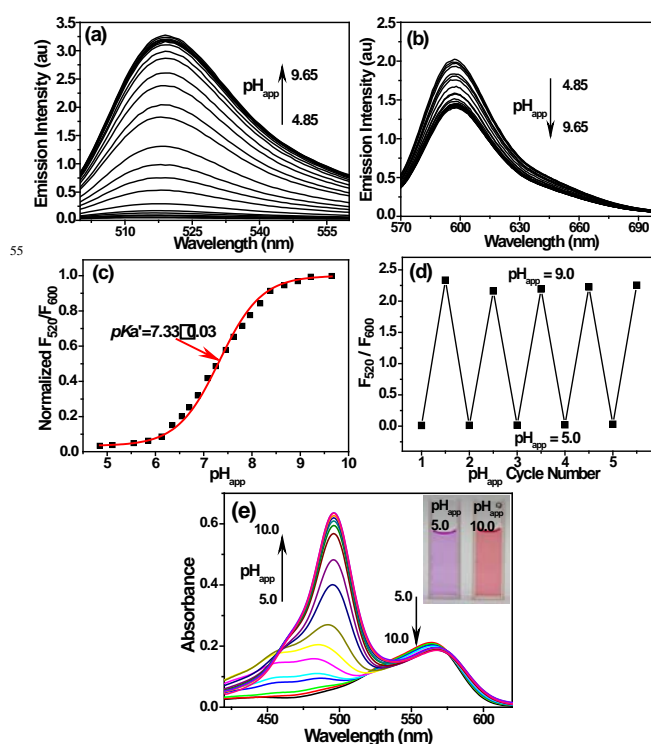 (a)
Emission Intensity (au)
3.5
3.0
2.5
2.0
1.5
1.0
0.5
0.0
pHapp
9.65
4.85
510 525 540 555
Wavelength (nm)
(b)
Emission Intensity (au)
2.5
2.0
1.5
1.0
0.5
0.0
pHapp
4.85
9.65
570 600 630 660 690
Wavelength (nm)
55
(c)
Normalized F520/F600
1.0
0.8
0.6
0.4
0.2
0.0
pKa'=7.33□0.03
5 6 7 8 9 10
pHapp
(d)
F520 / F600
2.5
2.0
1.5
1.0
0.5
0.0
pHapp = 9.0
pHapp = 5.0
1 2 3 4 5
pHapp Cycle Number
(e)
Absorbance
0.6
0.4
0.2
0.0
10.0
pHapp
5.0
5.0
10.0
pHapp
5.0
pHapp
10.0
450 500 550 600
Wavelength (nm)